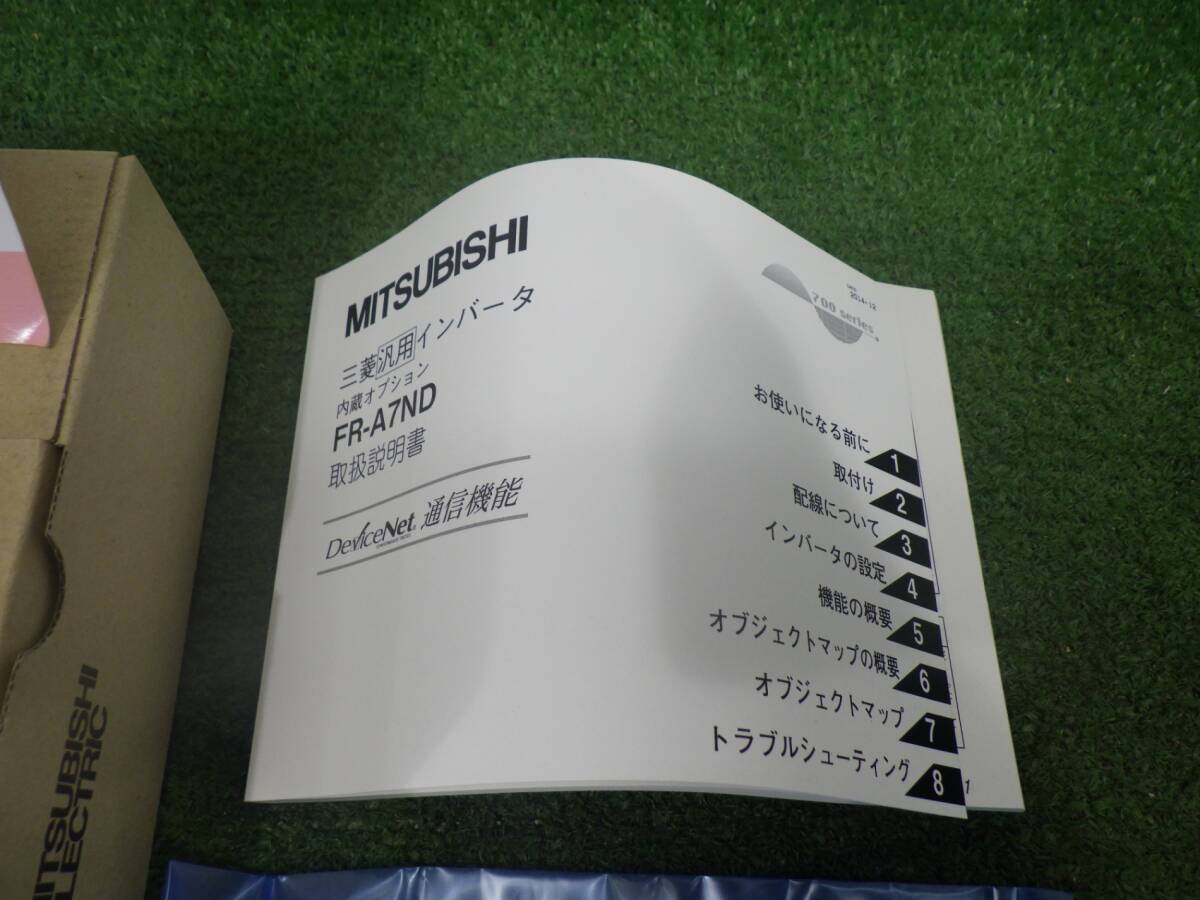 MITSUBISHI
三菱汎用インバータ
内蔵オプション
FR-A7ND
取扱説明書
DeviceNet 通信機能
2014-12
700 series
お使いになる前に 1
取付け 2
配線について 3
インバータの設定 4
機能の概要 5
オブジェクトマップの概要 6
オブジェクトマップ 7
トラブルシューティング 8
1
MITSUBISHI
ELECTRIC